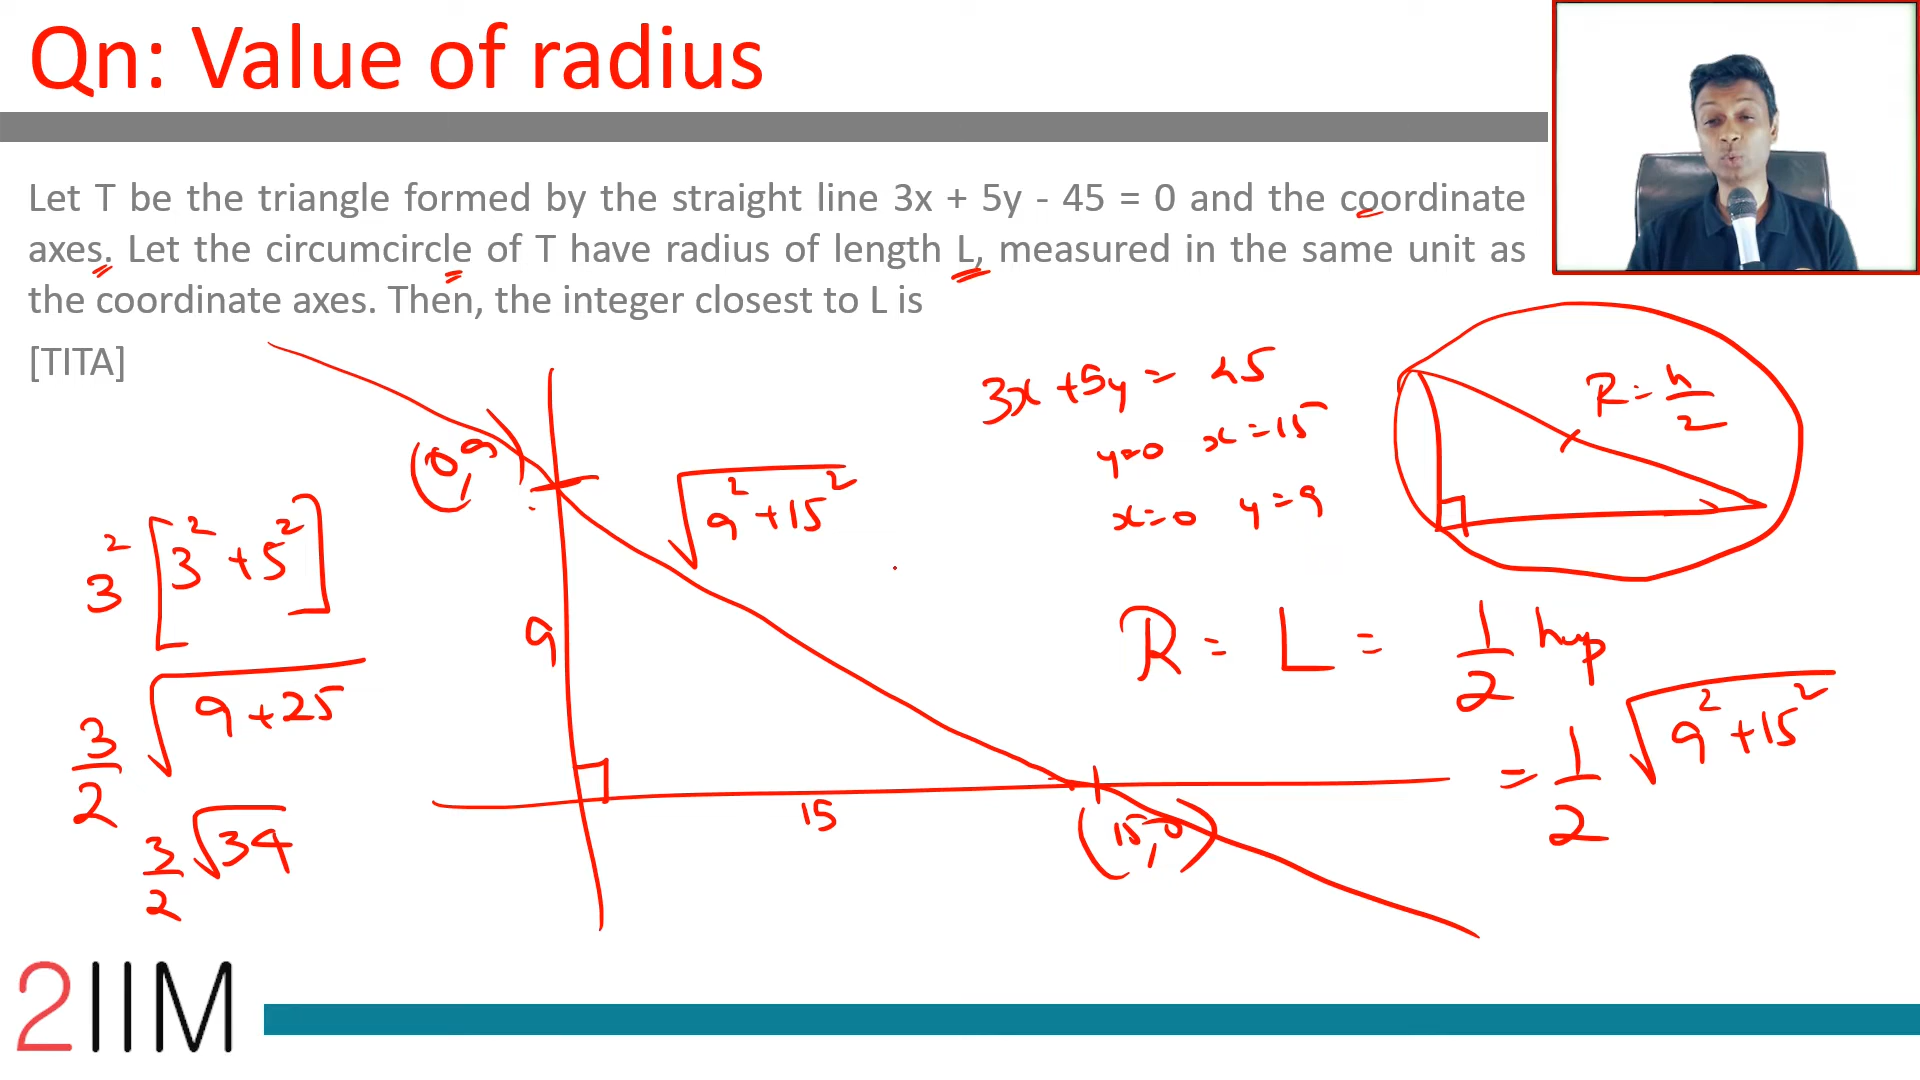 Qn: Value of radius
Let T be the triangle formed by the straight line 3x + 5y - 45 = 0 and the coordinate
axes. Let the circumcircle of T have radius of length L, measured in the same unit as
the coordinate axes. Then, the integer closest to L is
[TITA]
3x + 5y = 45
y=0 x=15
x=0 y=9
R = h/2
(0,9)
√(9² + 15²)
3² [3² + 5²]
3/2 √(9+25)
3/2 √34
9
15
(15,0)
R = L = 1/2 hyp
= 1/2 √(9² + 15²)
2IIM